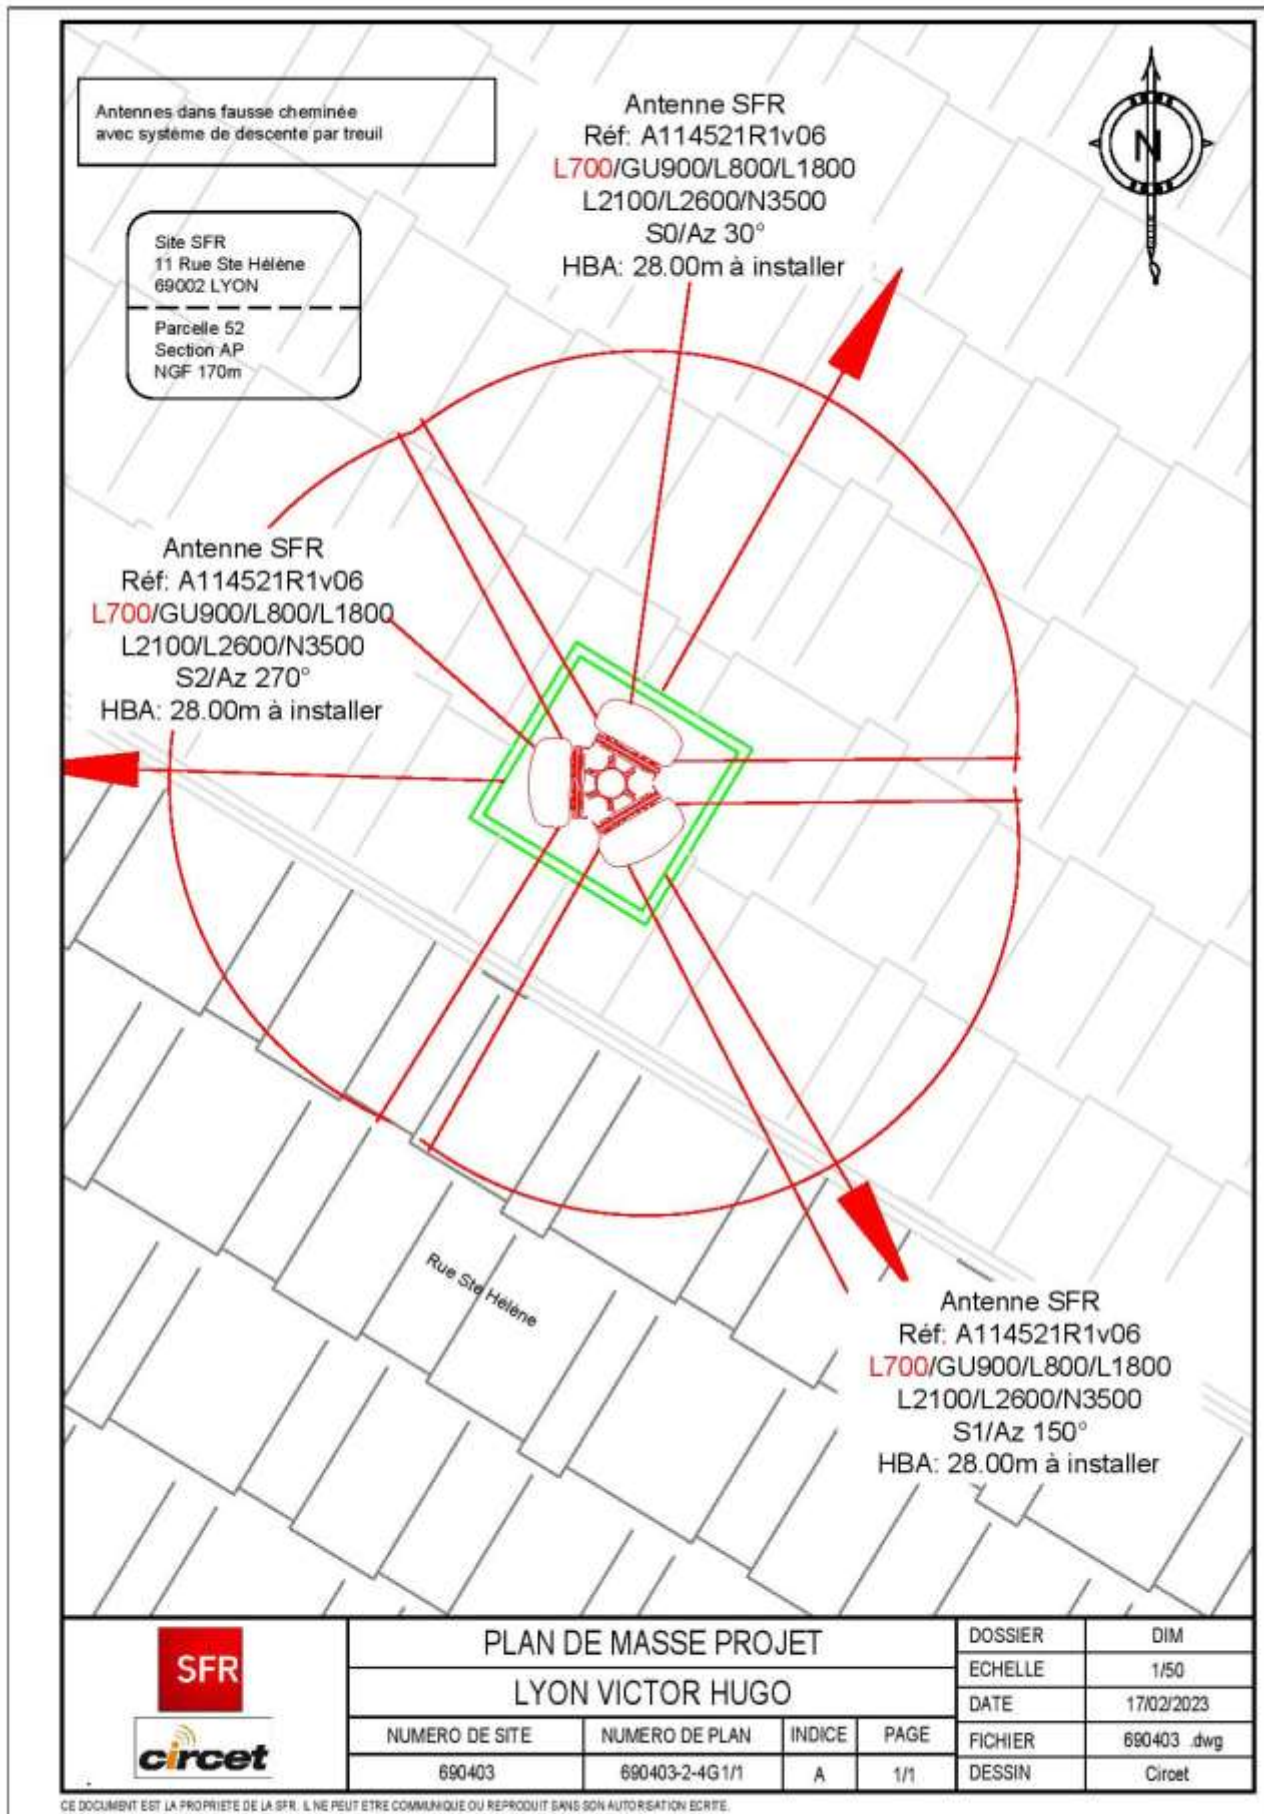 Antennes dans fausse cheminée
avec système de descente par treuil
Antenne SFR
Réf: A114521R1v06
L700/GU900/L800/L1800
L2100/L2600/N3500
S0/Az 30°
HBA: 28.00m à installer
N
Site SFR
11 Rue Ste Hélène
69002 LYON
Parcelle 52
Section AP
NGF 170m
Antenne SFR
Réf: A114521R1v06
L700/GU900/L800/L1800
L2100/L2600/N3500
S2/Az 270°
HBA: 28.00m à installer
Rue Ste Hélène
Antenne SFR
Réf: A114521R1v06
L700/GU900/L800/L1800
L2100/L2600/N3500
S1/Az 150°
HBA: 28.00m à installer
SFR
circet
PLAN DE MASSE PROJET
LYON VICTOR HUGO
NUMERO DE SITE NUMERO DE PLAN INDICE PAGE
690403 690403-2-4G1/1 A 1/1
DOSSIER DIM
ECHELLE 1/50
DATE 17/02/2023
FICHIER 690403 .dwg
DESSIN Circet
CE DOCUMENT EST LA PROPRIETE DE LA SFR. IL NE PEUT ETRE COMMUNIQUE OU REPRODUIT SANS SON AUTORISATION ECRITE.